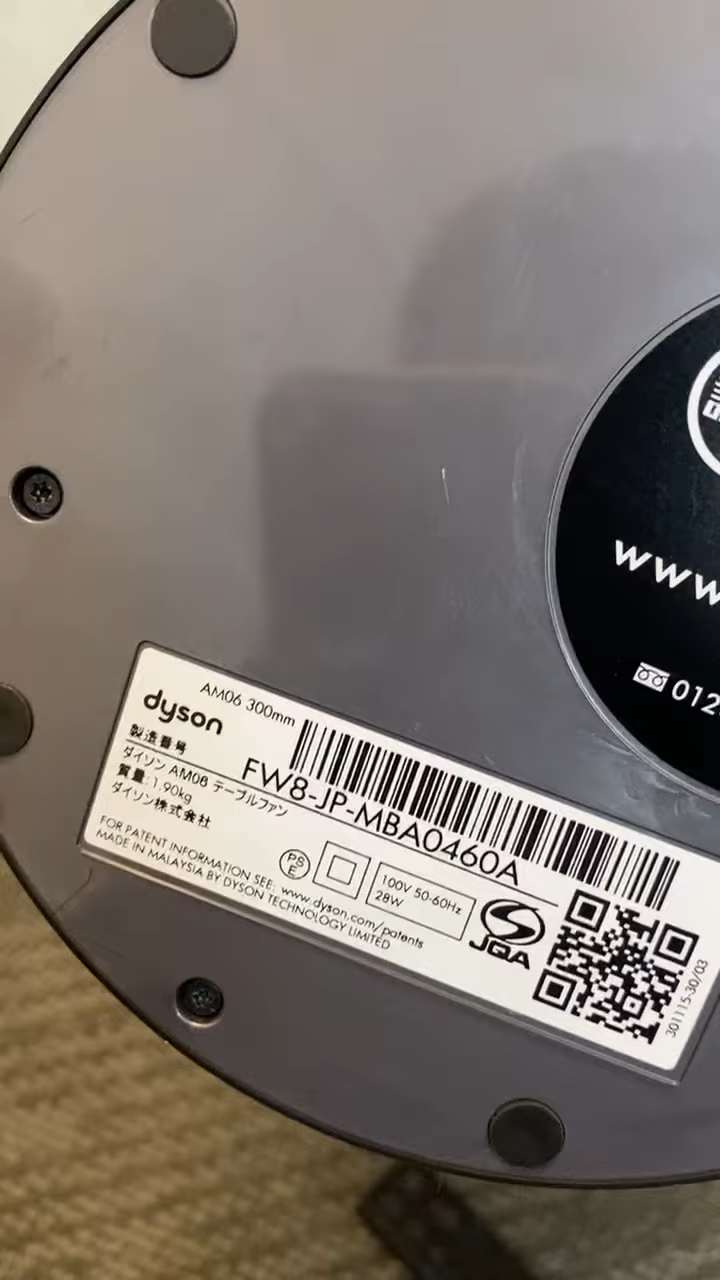 www
012
AM06 300mm
dyson
製造番号
FW8-JP-MBA0460A
ダイソン AM08 テーブルファン
質量:1.90kg
ダイソン株式会社
PS
E
100V 50-60Hz
28W
JQA
FOR PATENT INFORMATION SEE: www.dyson.com/patents
MADE IN MALAYSIA BY DYSON TECHNOLOGY LIMITED
301115-30/03